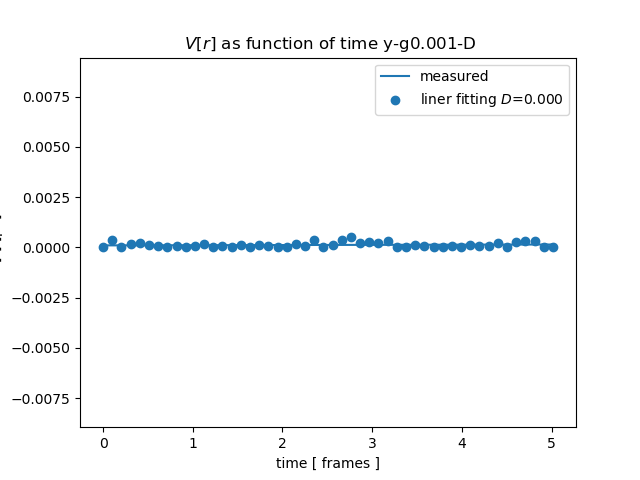 V[r] as function of time y-g0.001-D
measured
liner fitting D=0.000
0.0075
0.0050
0.0025
0.0000
−0.0025
−0.0050
−0.0075
0 1 2 3 4 5
time [ frames ]